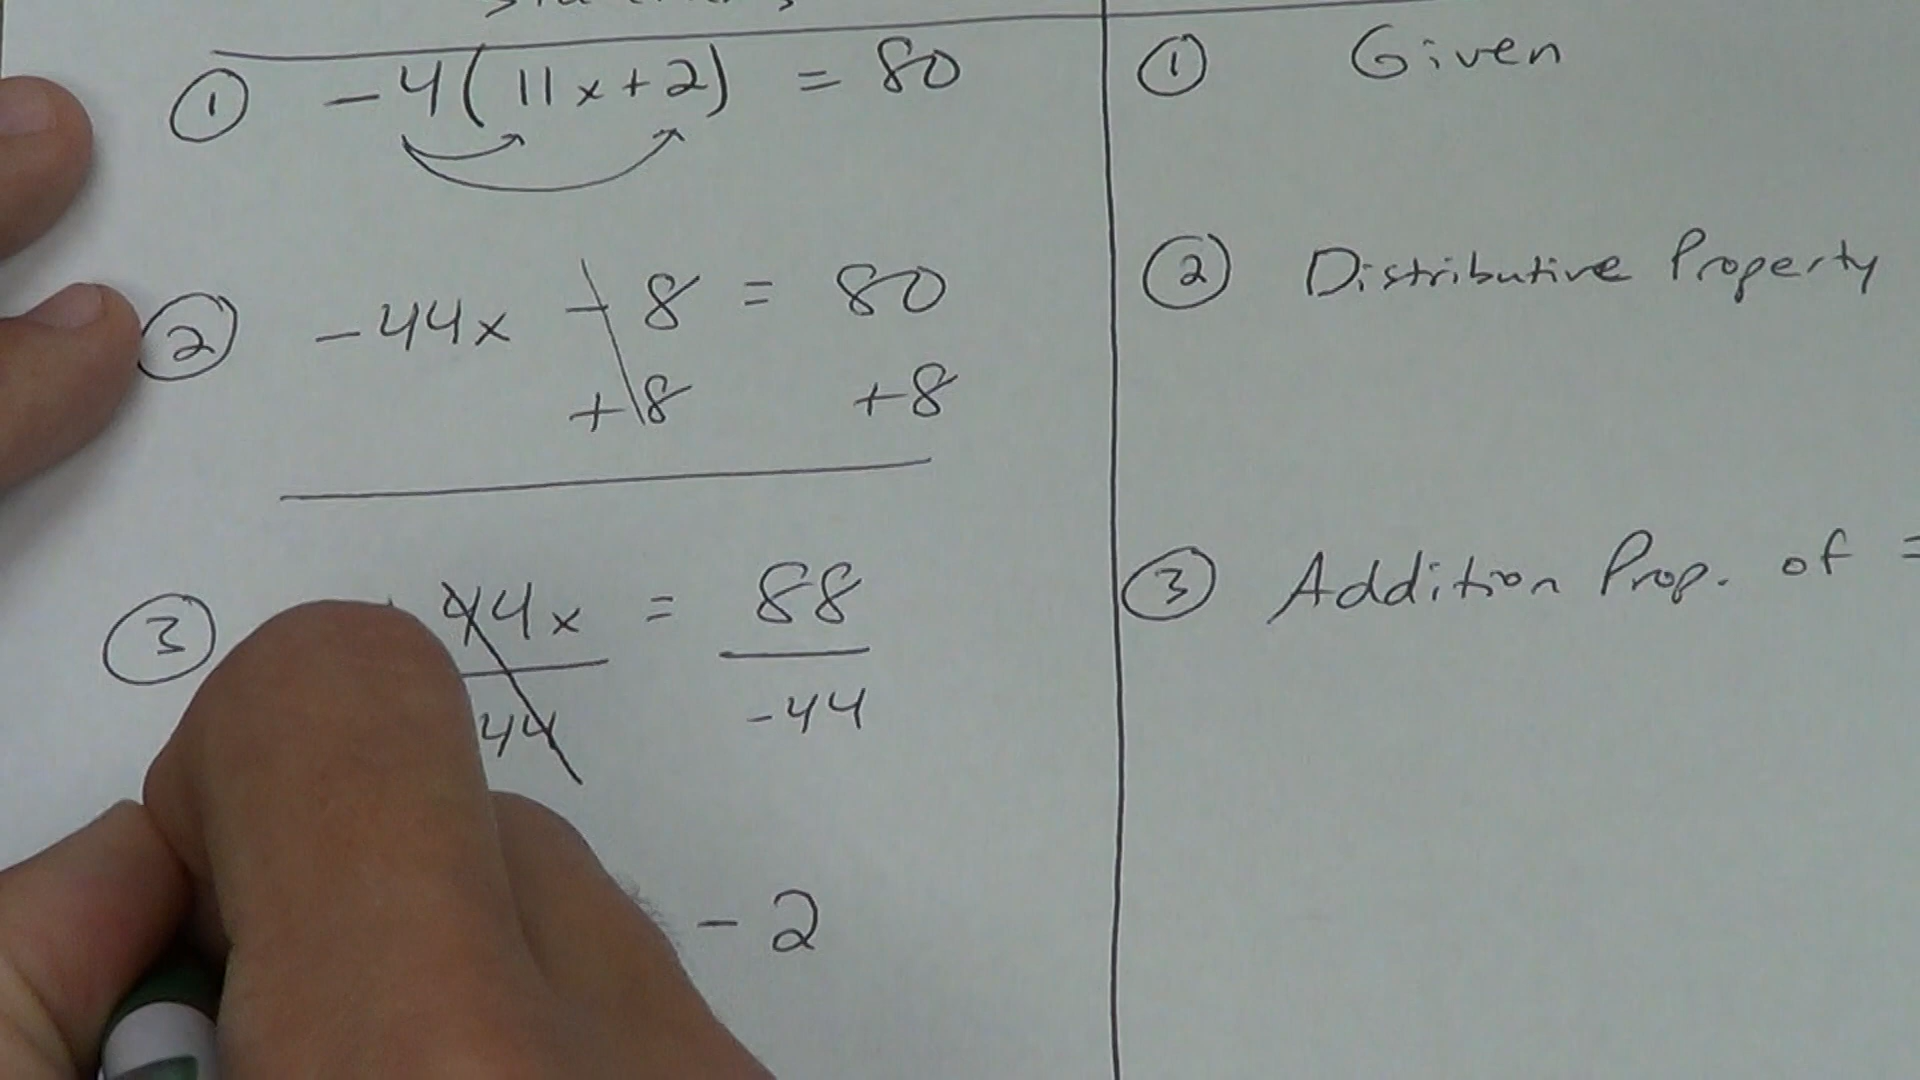 ① -4(11x+2) = 80 ① Given
② -44x - 8 = 80 ② Distributive Property
+8 +8
③ 44x = 88 ③ Addition Prop. of =
44 -44
- 2